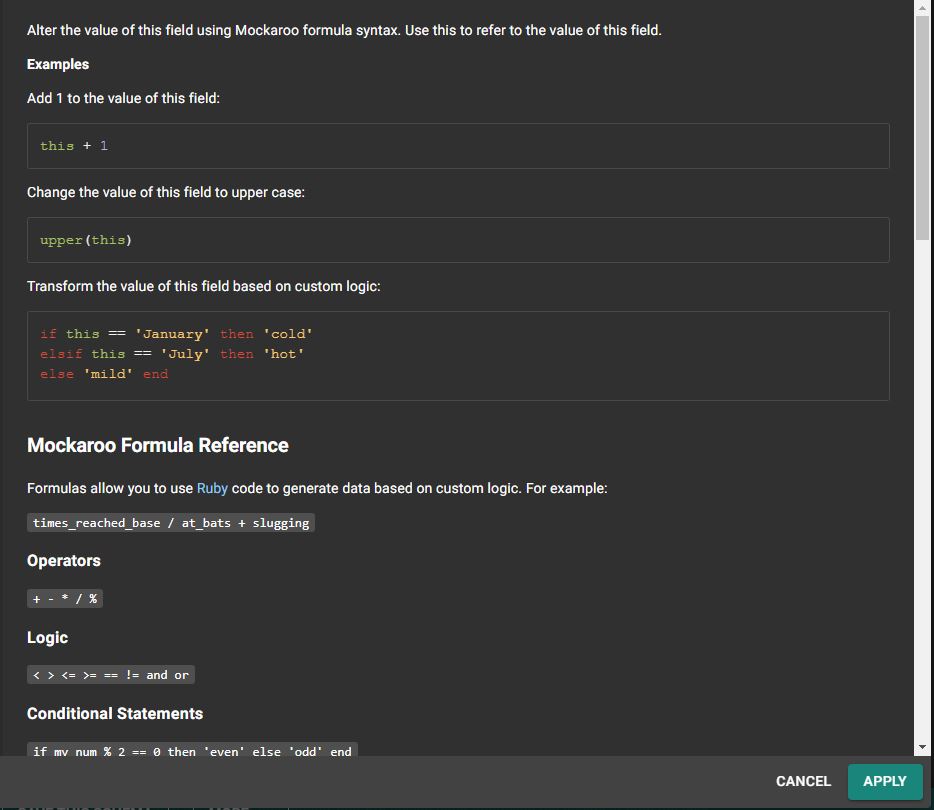 Alter the value of this field using Mockaroo formula syntax. Use this to refer to the value of this field.
Examples
Add 1 to the value of this field:
this + 1
Change the value of this field to upper case:
upper(this)
Transform the value of this field based on custom logic:
if this == 'January' then 'cold'
elsif this == 'July' then 'hot'
else 'mild' end
Mockaroo Formula Reference
Formulas allow you to use Ruby code to generate data based on custom logic. For example:
times_reached_base / at_bats + slugging
Operators
+ - * / %
Logic
< > <= >= == != and or
Conditional Statements
if my_num % 2 == 0 then 'even' else 'odd' end
CANCEL APPLY